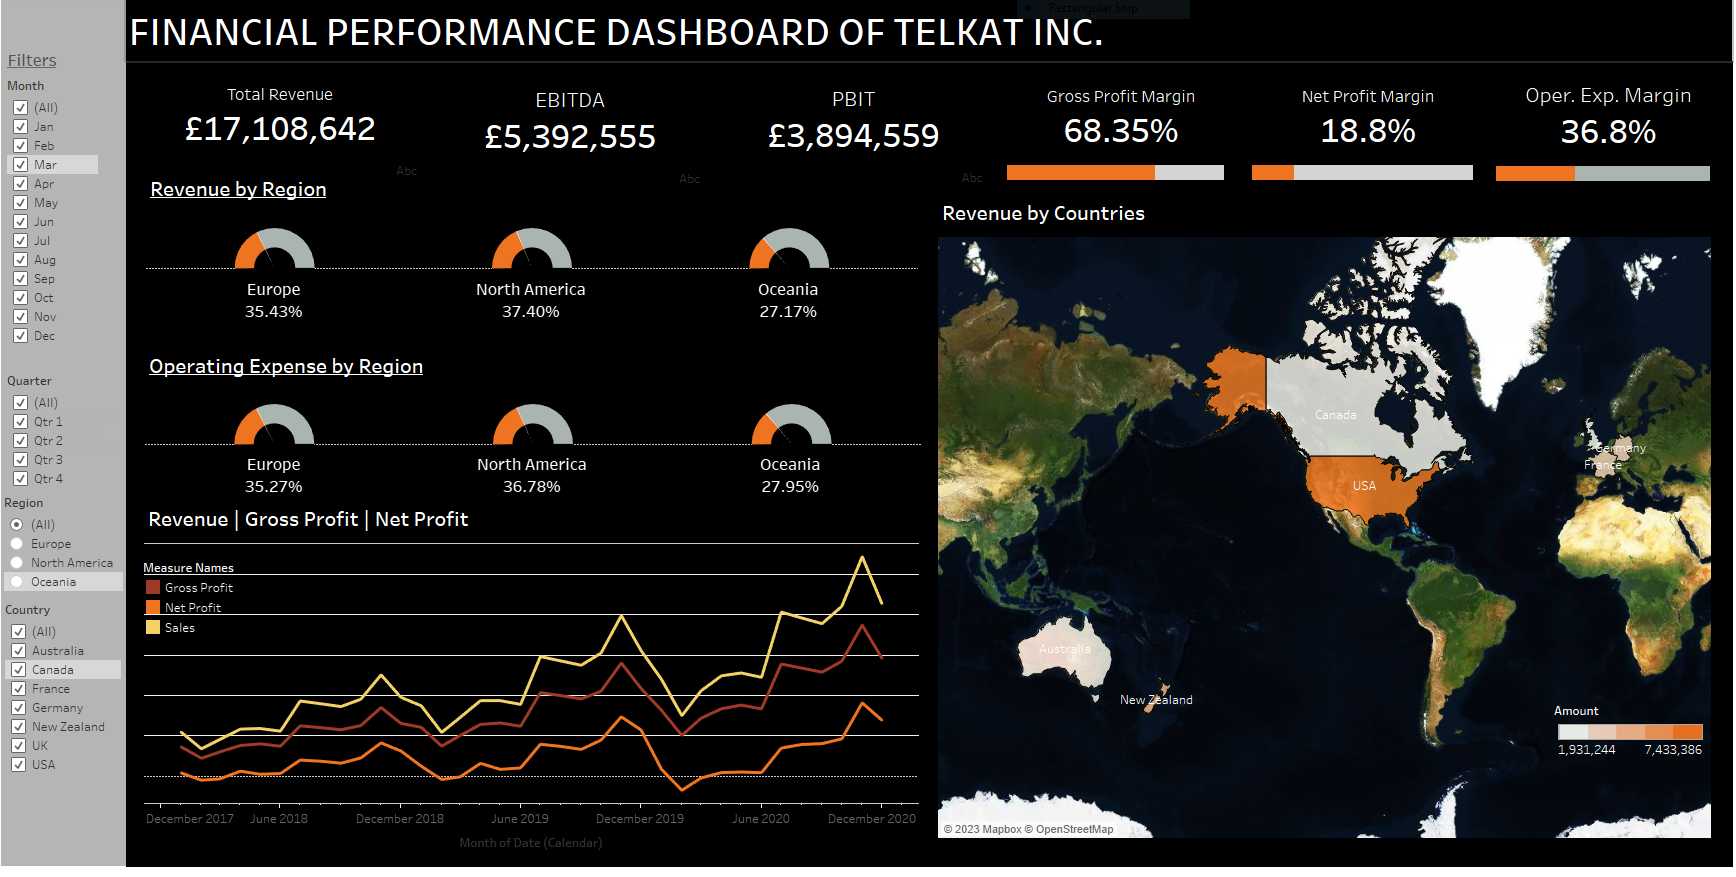 Rectangular Snip
FINANCIAL PERFORMANCE DASHBOARD OF TELKAT INC.
Filters
Month
(All)
Jan
Feb
Mar
Apr
May
Jun
Jul
Aug
Sep
Oct
Nov
Dec
Quarter
(All)
Qtr 1
Qtr 2
Qtr 3
Qtr 4
Region
(All)
Europe
North America
Oceania
Country
(All)
Australia
Canada
France
Germany
New Zealand
UK
USA
Total Revenue
£17,108,642
Abc
EBITDA
£5,392,555
Abc
PBIT
£3,894,559
Abc
Gross Profit Margin
68.35%
Net Profit Margin
18.8%
Oper. Exp. Margin
36.8%
Revenue by Region
Europe
35.43%
North America
37.40%
Oceania
27.17%
Operating Expense by Region
Europe
35.27%
North America
36.78%
Oceania
27.95%
Revenue | Gross Profit | Net Profit
Measure Names
Gross Profit
Net Profit
Sales
December 2017 June 2018 December 2018 June 2019 December 2019 June 2020 December 2020
Month of Date (Calendar)
Revenue by Countries
Canada
USA
Germany
France
Australia
New Zealand
Amount
1,931,244 7,433,386
© 2023 Mapbox © OpenStreetMap